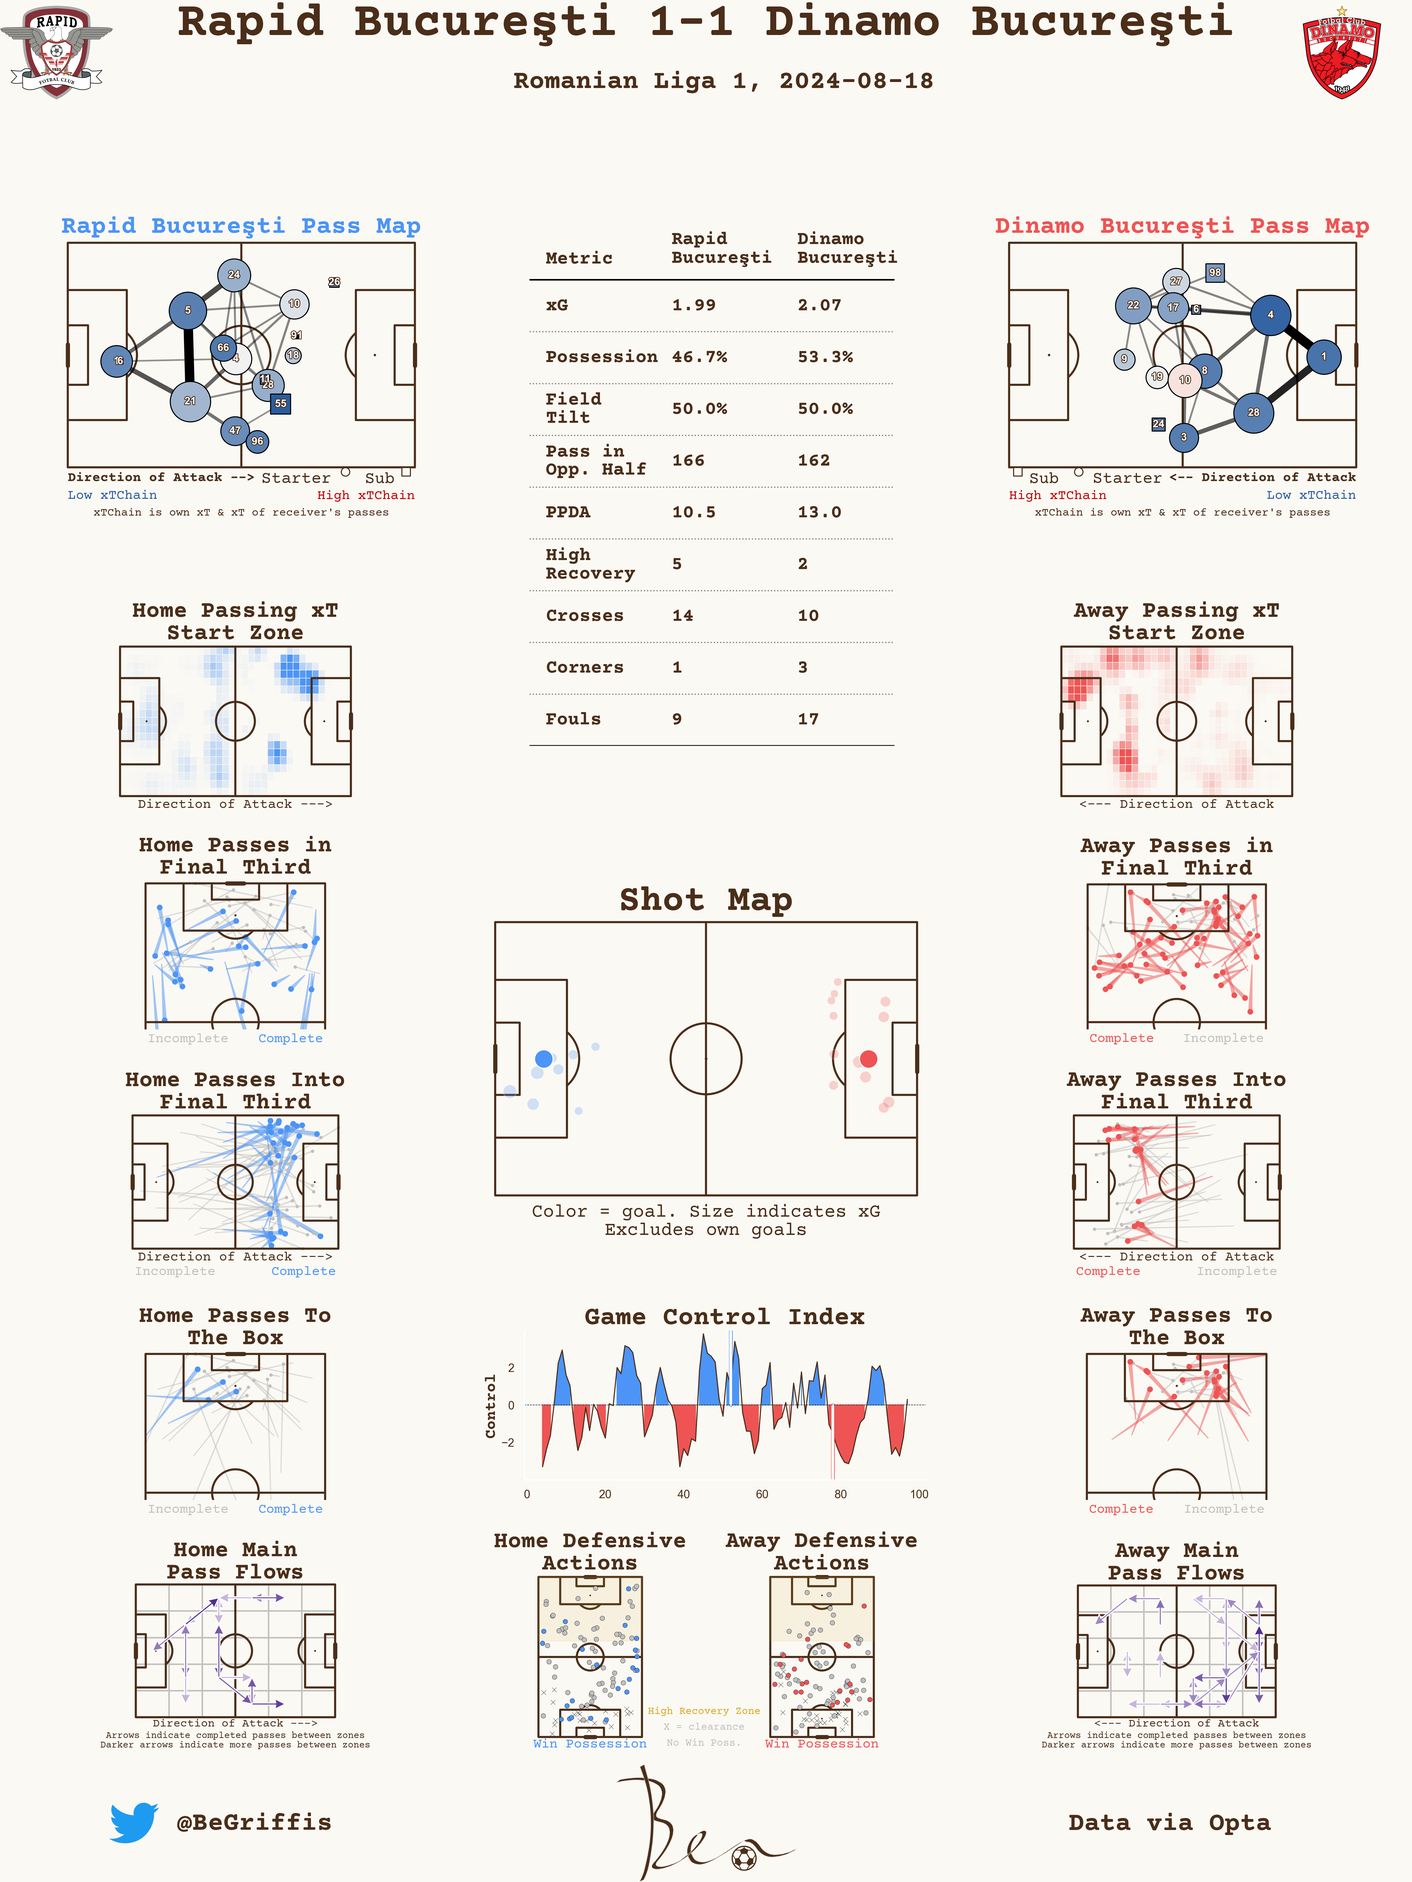 Rapid Bucureşti 1-1 Dinamo Bucureşti
Romanian Liga 1, 2024-08-18
RAPID
1923
FOTBAL CLUB
Fotbal Club
DINAMO
BUCUREŞTI
1948
Rapid Bucureşti Pass Map
24
26
10
5
91
66
4
18
16
11
28
21
55
47
96
Direction of Attack --> Starter Sub
Low xTChain High xTChain
xTChain is own xT & xT of receiver's passes
Metric Rapid Bucureşti Dinamo Bucureşti
xG 1.99 2.07
Possession 46.7% 53.3%
Field Tilt 50.0% 50.0%
Pass in Opp. Half 166 162
PPDA 10.5 13.0
High Recovery 5 2
Crosses 14 10
Corners 1 3
Fouls 9 17
Dinamo Bucureşti Pass Map
98
27
22
17
6
4
9
1
19
8
10
28
24
3
Sub Starter <-- Direction of Attack
High xTChain Low xTChain
xTChain is own xT & xT of receiver's passes
Home Passing xT
Start Zone
Direction of Attack --->
Away Passing xT
Start Zone
<--- Direction of Attack
Home Passes in
Final Third
Incomplete Complete
Away Passes in
Final Third
Complete Incomplete
Shot Map
Color = goal. Size indicates xG
Excludes own goals
Home Passes Into
Final Third
Direction of Attack --->
Incomplete Complete
Away Passes Into
Final Third
<--- Direction of Attack
Complete Incomplete
Home Passes To
The Box
Incomplete Complete
Game Control Index
Control
2
0
−2
0 20 40 60 80 100
Away Passes To
The Box
Complete Incomplete
Home Main
Pass Flows
Direction of Attack --->
Arrows indicate completed passes between zones
Darker arrows indicate more passes between zones
Home Defensive
Actions
Win Possession
High Recovery Zone
X = clearance
No Win Poss.
Away Defensive
Actions
Win Possession
Away Main
Pass Flows
<--- Direction of Attack
Arrows indicate completed passes between zones
Darker arrows indicate more passes between zones
@BeGriffis
Ben
Data via Opta